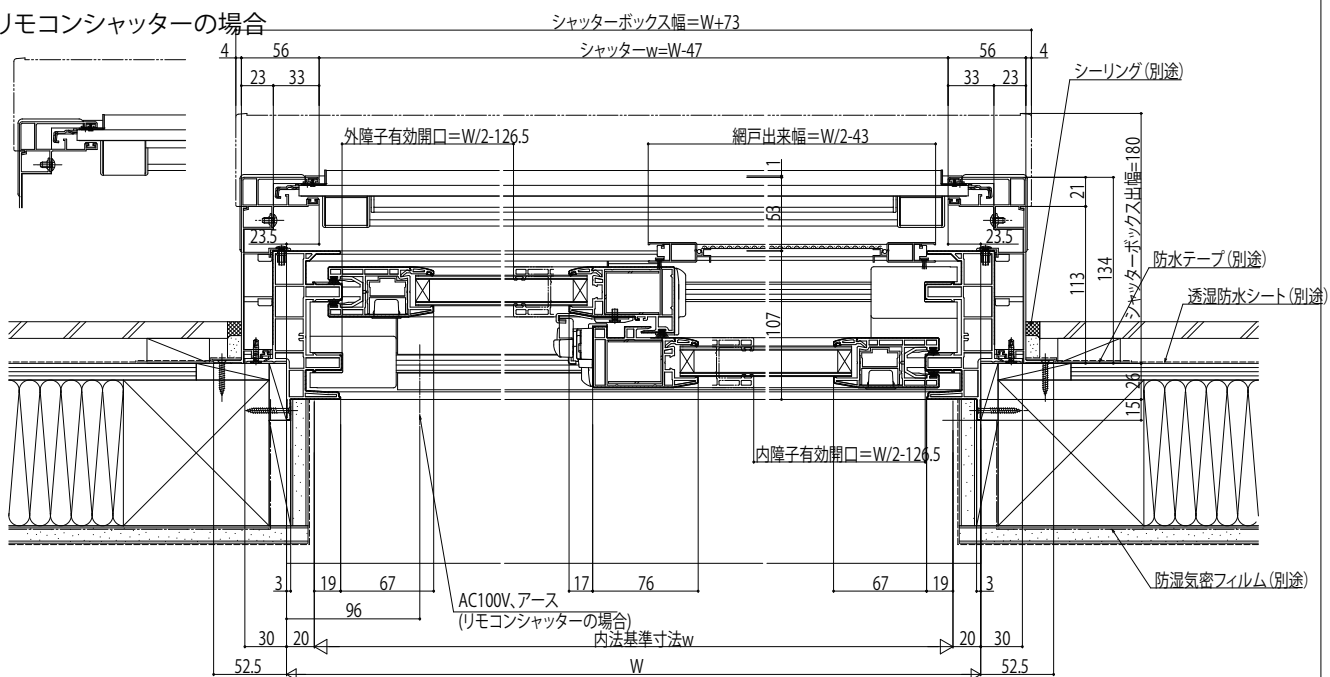 リモコンシャッターの場合
シャッターボックス幅=W+73
4 56 シャッターw=W-47 56 4
23 33 33 23
シーリング(別途)
外障子有効開口=W/2-126.5 網戸出来幅=W/2-43
1
53
107
21
113
134
シャッターボックス出幅=180
23.5 23.5
防水テープ(別途)
透湿防水シート(別途)
26
15
内障子有効開口=W/2-126.5
3 19 67 17 76 67 19 3
防湿気密フィルム(別途)
96
AC100V、アース
(リモコンシャッターの場合)
30 20 内法基準寸法w 20 30
52.5 W 52.5